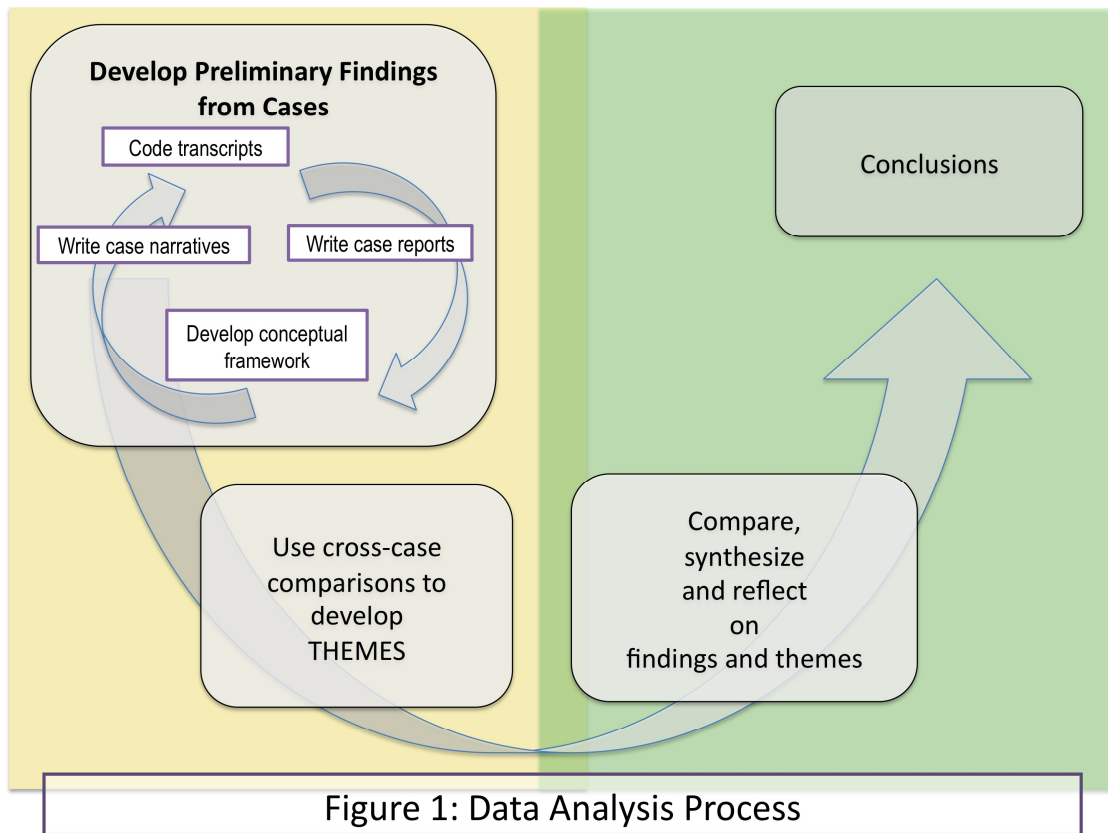 Develop Preliminary Findings
from Cases
Code transcripts
Write case narratives
Write case reports
Develop conceptual
framework
Use cross-case
comparisons to
develop
THEMES
Compare,
synthesize
and reflect
on
findings and themes
Conclusions
Figure 1: Data Analysis Process